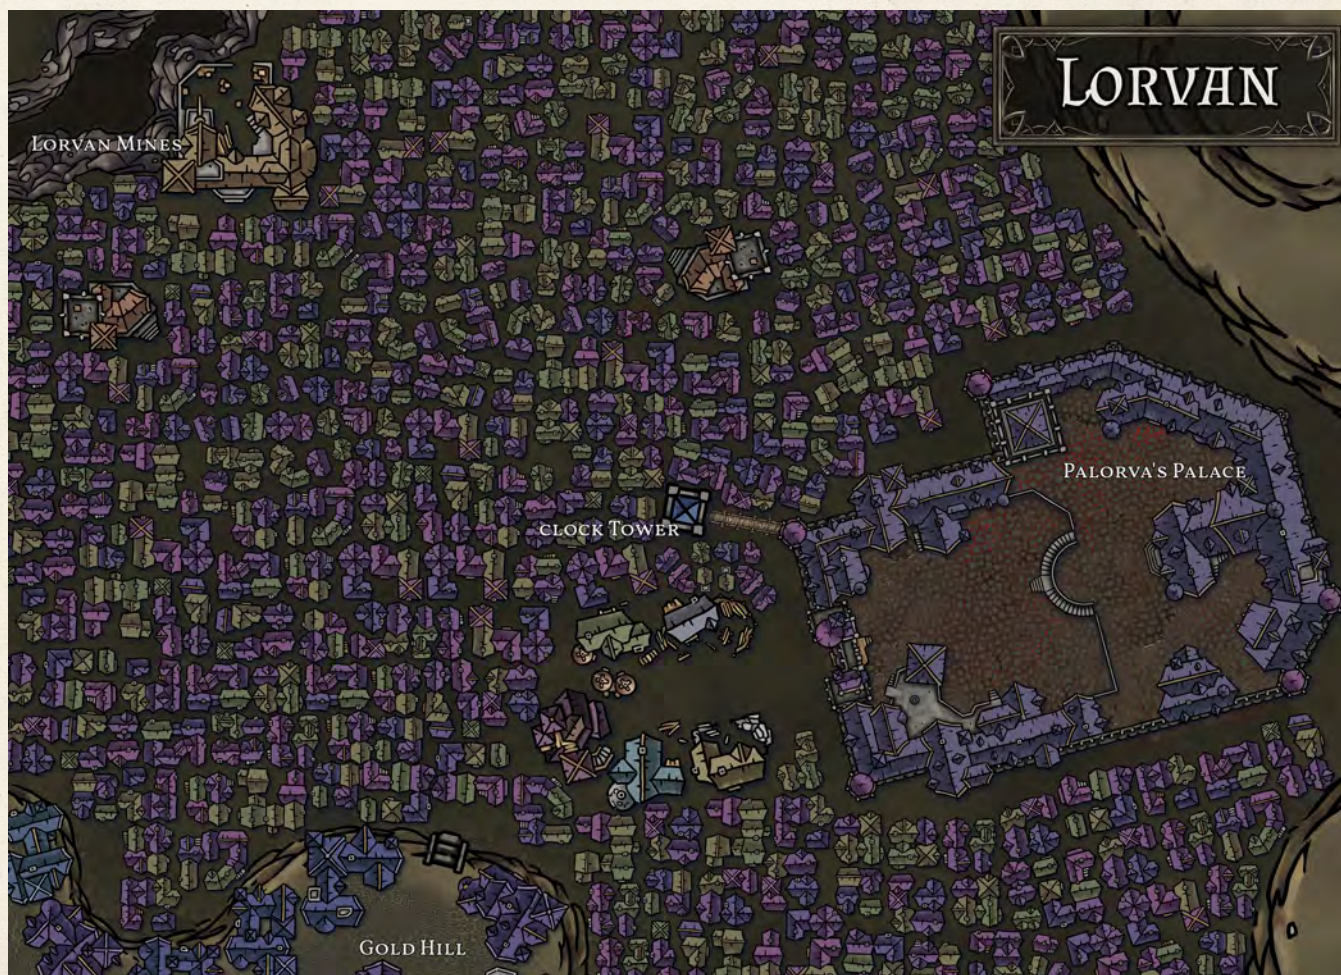 LORVAN
LORVAN MINES
PALORVA'S PALACE
CLOCK TOWER
GOLD HILL